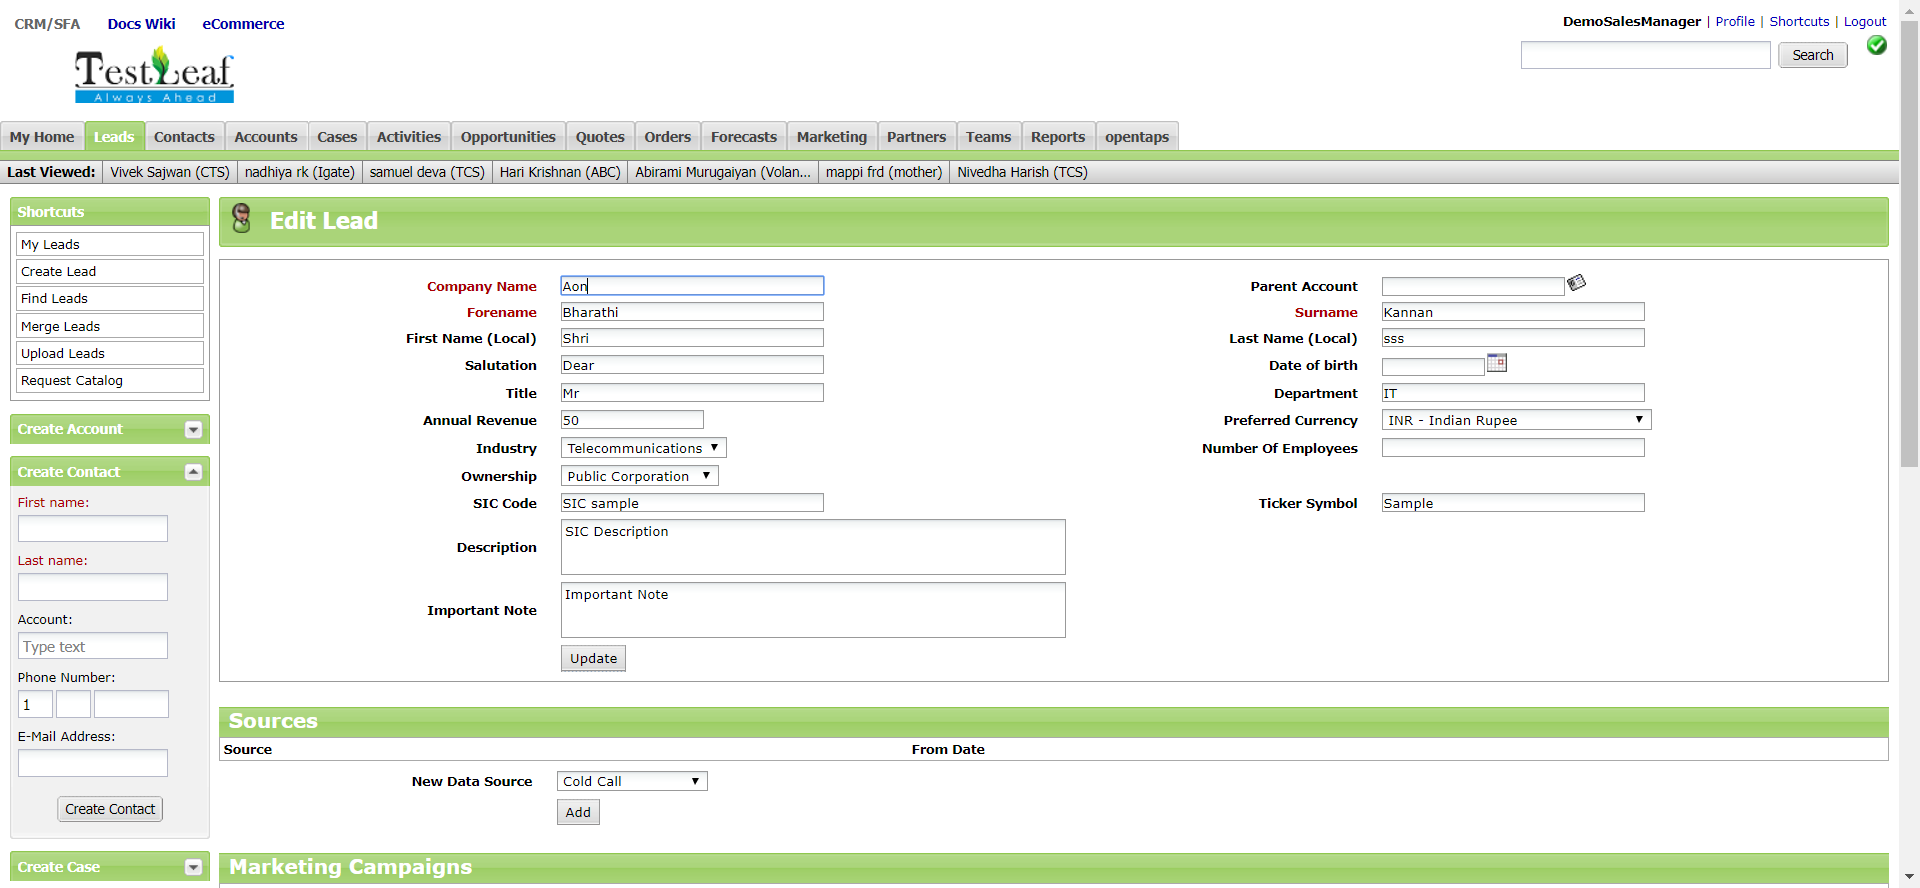 CRM/SFA Docs Wiki eCommerce
DemoSalesManager | Profile | Shortcuts | Logout
TestLeaf
Always Ahead
Search
My Home Leads Contacts Accounts Cases Activities Opportunities Quotes Orders Forecasts Marketing Partners Teams Reports opentaps
Last Viewed: Vivek Sajwan (CTS) nadhiya rk (Igate) samuel deva (TCS) Hari Krishnan (ABC) Abirami Murugaiyan (Volan... mappi frd (mother) Nivedha Harish (TCS)
Shortcuts
My Leads
Create Lead
Find Leads
Merge Leads
Upload Leads
Request Catalog
Create Account
Create Contact
First name:
Last name:
Account:
Type text
Phone Number:
1
E-Mail Address:
Create Contact
Create Case
Edit Lead
Company Name Aon Parent Account
Forename Bharathi Surname Kannan
First Name (Local) Shri Last Name (Local) sss
Salutation Dear Date of birth
Title Mr Department IT
Annual Revenue 50 Preferred Currency INR - Indian Rupee
Industry Telecommunications Number Of Employees
Ownership Public Corporation
SIC Code SIC sample Ticker Symbol Sample
Description SIC Description
Important Note Important Note
Update
Sources
Source From Date
New Data Source Cold Call
Add
Marketing Campaigns